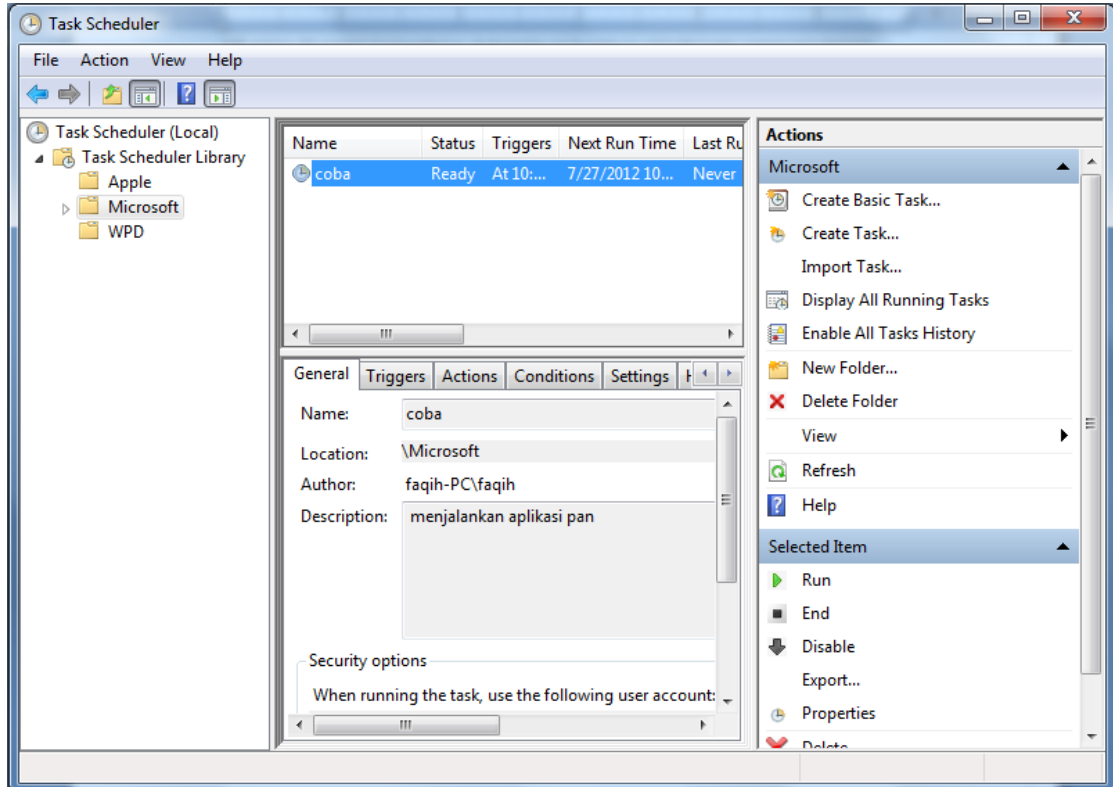 Task Scheduler
File Action View Help
Task Scheduler (Local)
Task Scheduler Library
Apple
Microsoft
WPD
Name Status Triggers Next Run Time Last Ru
coba Ready At 10:... 7/27/2012 10... Never
General Triggers Actions Conditions Settings
Name: coba
Location: \Microsoft
Author: faqih-PC\faqih
Description: menjalankan aplikasi pan
Security options
When running the task, use the following user account:
Actions
Microsoft
Create Basic Task...
Create Task...
Import Task...
Display All Running Tasks
Enable All Tasks History
New Folder...
Delete Folder
View
Refresh
Help
Selected Item
Run
End
Disable
Export...
Properties
Delete